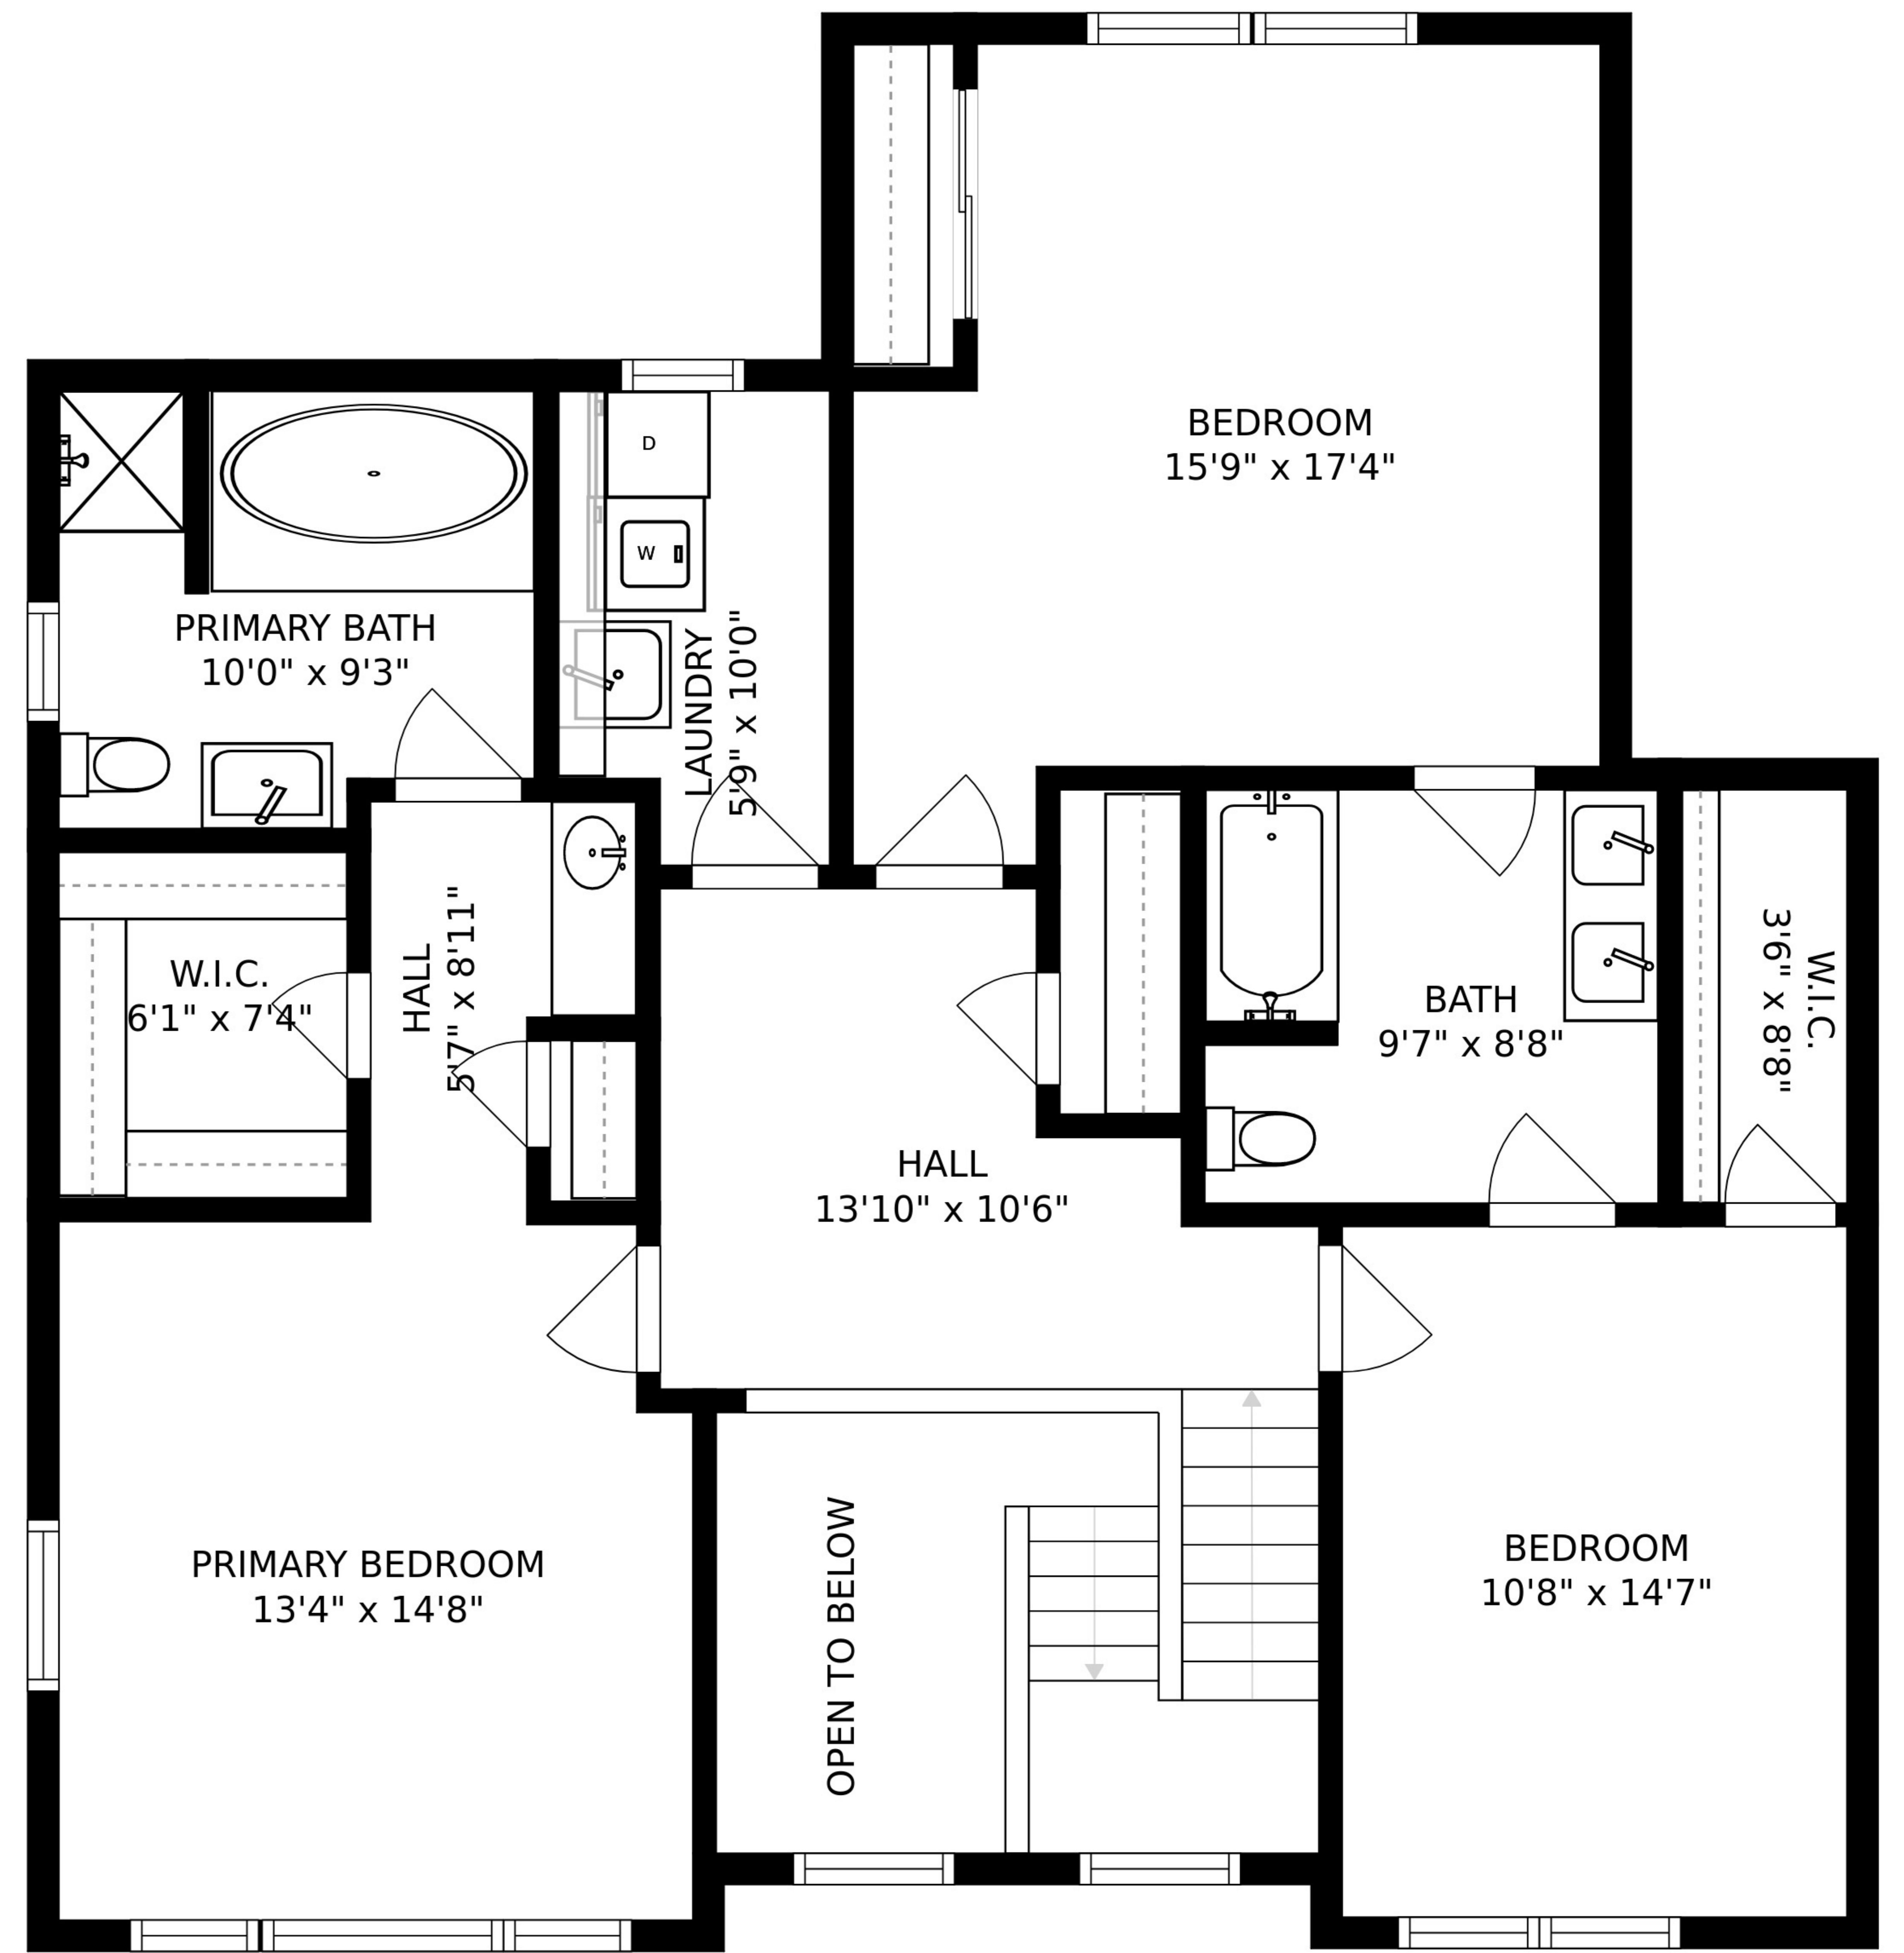 BEDROOM
15'9" x 17'4"
D
W
PRIMARY BATH
10'0" x 9'3"
LAUNDRY
5'9" x 10'0"
W.I.C.
6'1" x 7'4"
HALL
5'7" x 8'11"
BATH
9'7" x 8'8"
W.I.C.
3'6" x 8'8"
HALL
13'10" x 10'6"
PRIMARY BEDROOM
13'4" x 14'8"
OPEN TO BELOW
BEDROOM
10'8" x 14'7"